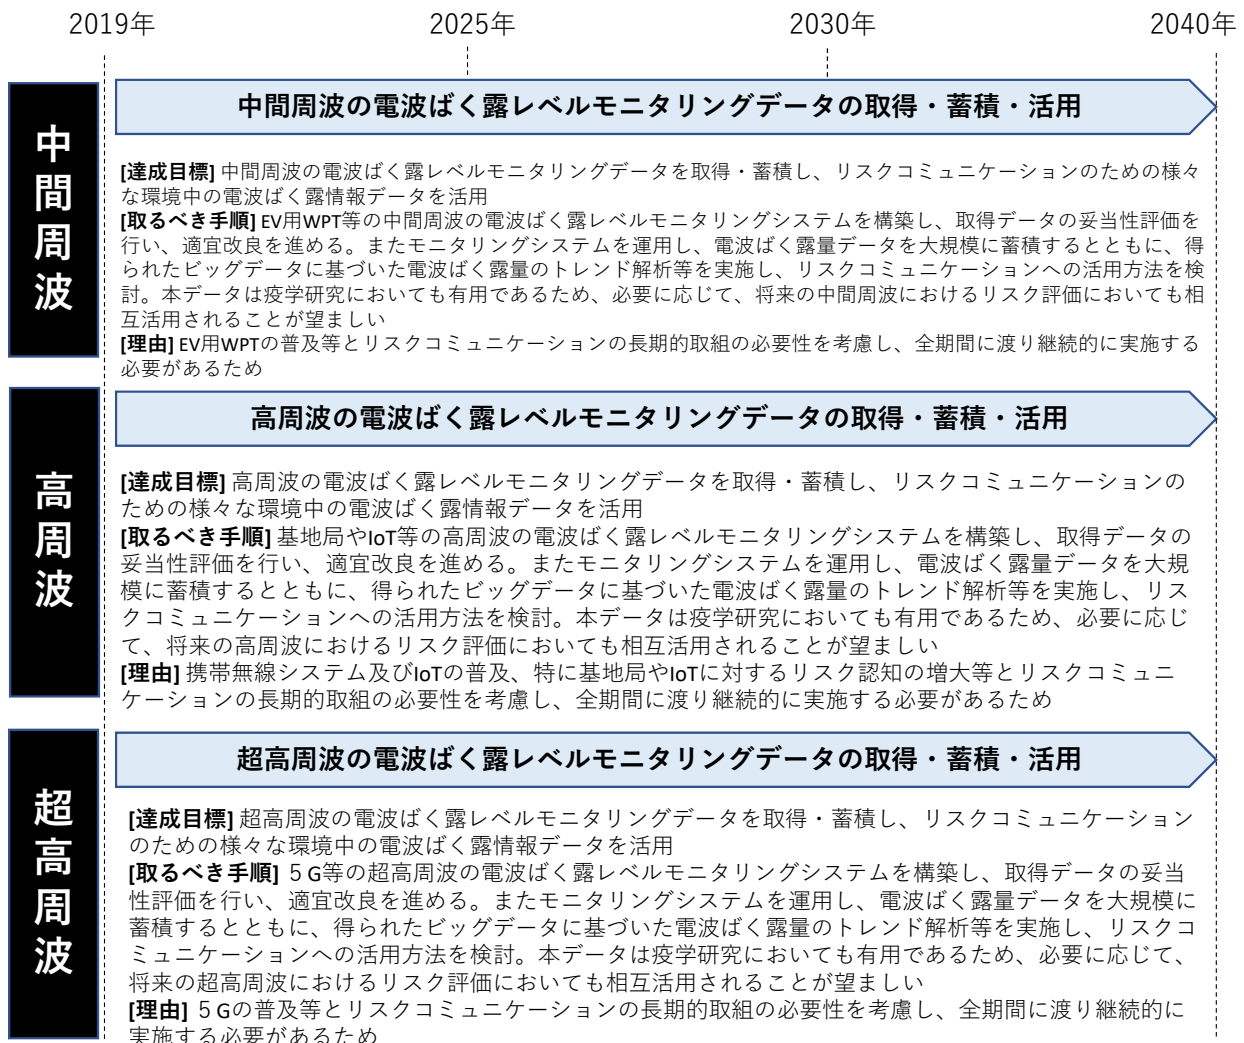 2019年 2025年 2030年 2040年
中間周波
中間周波の電波ばく露レベルモニタリングデータの取得・蓄積・活用
[達成目標] 中間周波の電波ばく露レベルモニタリングデータを取得・蓄積し、リスクコミュニケーションのための様々
な環境中の電波ばく露情報データを活用
[取るべき手順] EV用WPT等の中間周波の電波ばく露レベルモニタリングシステムを構築し、取得データの妥当性評価を
行い、適宜改良を進める。またモニタリングシステムを運用し、電波ばく露量データを大規模に蓄積するとともに、得
られたビッグデータに基づいた電波ばく露量のトレンド解析等を実施し、リスクコミュニケーションへの活用方法を検
討。本データは疫学研究においても有用であるため、必要に応じて、将来の中間周波におけるリスク評価においても相
互活用されることが望ましい
[理由] EV用WPTの普及等とリスクコミュニケーションの長期的取組の必要性を考慮し、全期間に渡り継続的に実施する
必要があるため
高周波
高周波の電波ばく露レベルモニタリングデータの取得・蓄積・活用
[達成目標] 高周波の電波ばく露レベルモニタリングデータを取得・蓄積し、リスクコミュニケーションの
ための様々な環境中の電波ばく露情報データを活用
[取るべき手順] 基地局やIoT等の高周波の電波ばく露レベルモニタリングシステムを構築し、取得データの
妥当性評価を行い、適宜改良を進める。またモニタリングシステムを運用し、電波ばく露量データを大規
模に蓄積するとともに、得られたビッグデータに基づいた電波ばく露量のトレンド解析等を実施し、リス
クコミュニケーションへの活用方法を検討。本データは疫学研究においても有用であるため、必要に応じ
て、将来の高周波におけるリスク評価においても相互活用されることが望ましい
[理由] 携帯無線システム及びIoTの普及、特に基地局やIoTに対するリスク認知の増大等とリスクコミュニ
ケーションの長期的取組の必要性を考慮し、全期間に渡り継続的に実施する必要があるため
超高周波
超高周波の電波ばく露レベルモニタリングデータの取得・蓄積・活用
[達成目標] 超高周波の電波ばく露レベルモニタリングデータを取得・蓄積し、リスクコミュニケーション
のための様々な環境中の電波ばく露情報データを活用
[取るべき手順] ５G等の超高周波の電波ばく露レベルモニタリングシステムを構築し、取得データの妥当
性評価を行い、適宜改良を進める。またモニタリングシステムを運用し、電波ばく露量データを大規模に
蓄積するとともに、得られたビッグデータに基づいた電波ばく露量のトレンド解析等を実施し、リスクコ
ミュニケーションへの活用方法を検討。本データは疫学研究においても有用であるため、必要に応じて、
将来の超高周波におけるリスク評価においても相互活用されることが望ましい
[理由] ５Gの普及等とリスクコミュニケーションの長期的取組の必要性を考慮し、全期間に渡り継続的に
実施する必要があるため